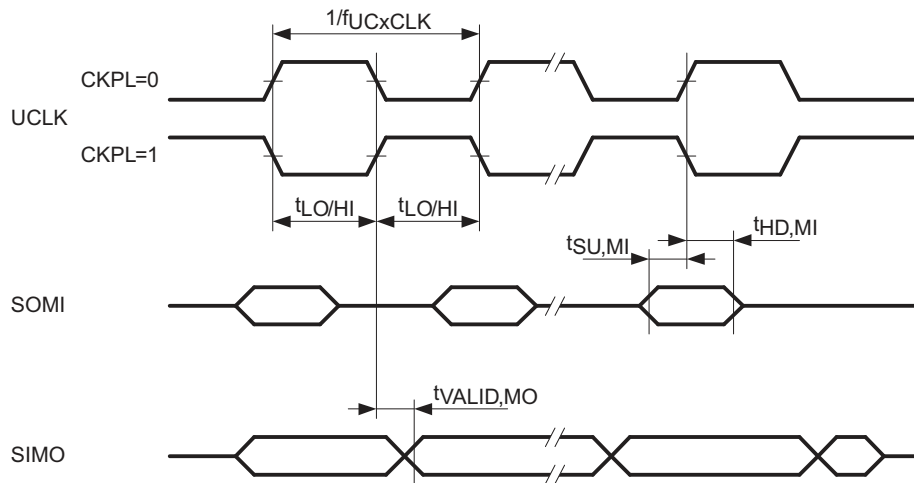 1/fUCxCLK
CKPL=0
UCLK
CKPL=1
tLO/HI tLO/HI
tHD,MI
tSU,MI
SOMI
tVALID,MO
SIMO